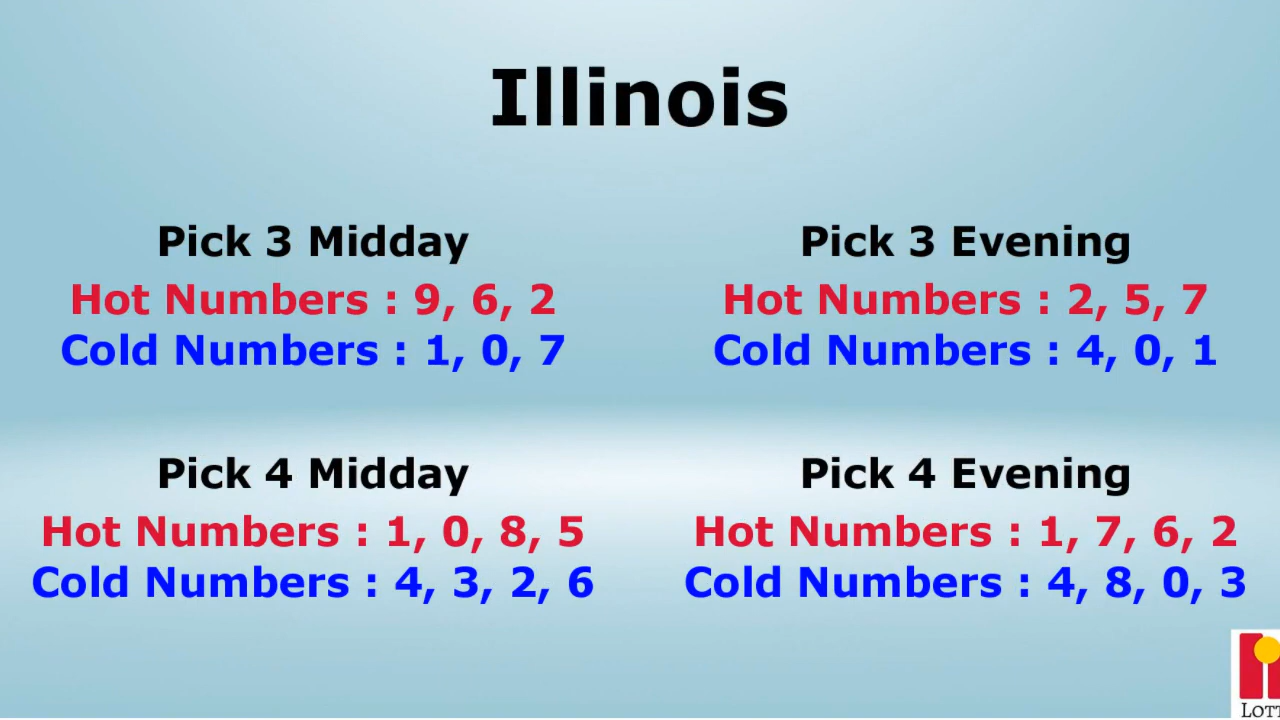 Illinois
Pick 3 Midday
Hot Numbers : 9, 6, 2
Cold Numbers : 1, 0, 7
Pick 3 Evening
Hot Numbers : 2, 5, 7
Cold Numbers : 4, 0, 1
Pick 4 Midday
Hot Numbers : 1, 0, 8, 5
Cold Numbers : 4, 3, 2, 6
Pick 4 Evening
Hot Numbers : 1, 7, 6, 2
Cold Numbers : 4, 8, 0, 3